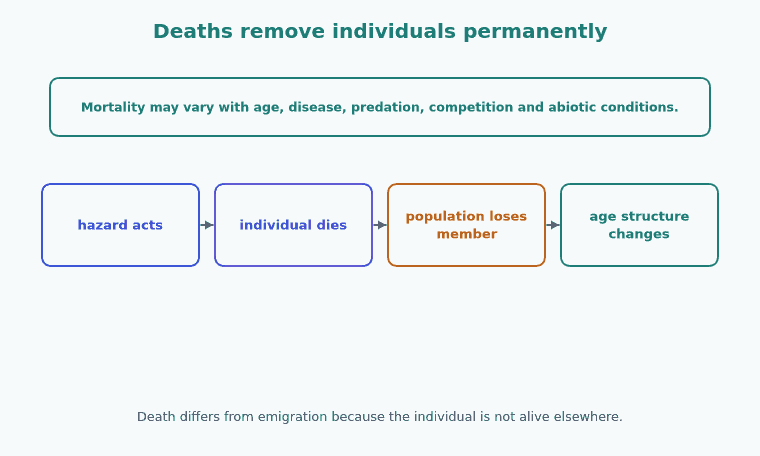 Deaths remove individuals permanently
Mortality may vary with age, disease, predation, competition and abiotic conditions.
hazard acts
individual dies
population loses
member
age structure
changes
Death differs from emigration because the individual is not alive elsewhere.